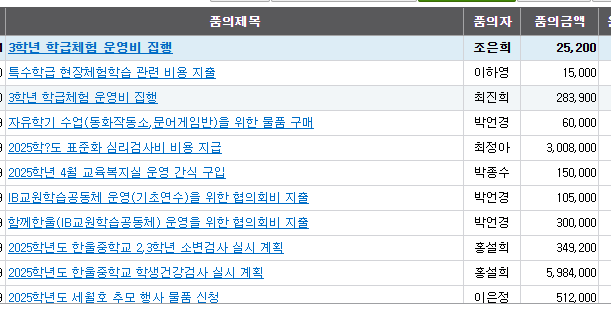 품의제목 품의자 품의금액
3학년 학급체험 운영비 집행 조은희 25,200
특수학급 현장체험학습 관련 비용 지출 이하영 15,000
3학년 학급체험 운영비 집행 최진희 283,900
자유학기 수업(동화작동소,문어게임반)을 위한 물품 구매 박언경 60,000
2025학?도 표준화 심리검사비 비용 지급 최정아 3,008,000
2025학년 4월 교육복지실 운영 간식 구입 박종수 150,000
IB교원학습공동체 운영(기초연수)을 위한 협의회비 지출 박언경 105,000
함께한울(IB교원학습공동체) 운영을 위한 협의회비 지출 박언경 300,000
2025학년도 한울중학교 2,3학년 소변검사 실시 계획 홍설희 349,200
2025학년도 한울중학교 학생건강검사 실시 계획 홍설희 5,984,000
2025학년도 세월호 추모 행사 물품 신청 이은정 512,000